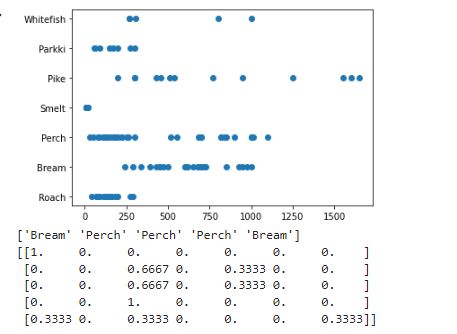 Whitefish
Parkki
Pike
Smelt
Perch
Bream
Roach
0 250 500 750 1000 1250 1500
['Bream' 'Perch' 'Perch' 'Perch' 'Bream']
[[1. 0. 0. 0. 0. 0. 0. ]
[0. 0. 0.6667 0. 0.3333 0. 0. ]
[0. 0. 0.6667 0. 0.3333 0. 0. ]
[0. 0. 1. 0. 0. 0. 0. ]
[0.3333 0. 0.3333 0. 0. 0. 0.3333]]